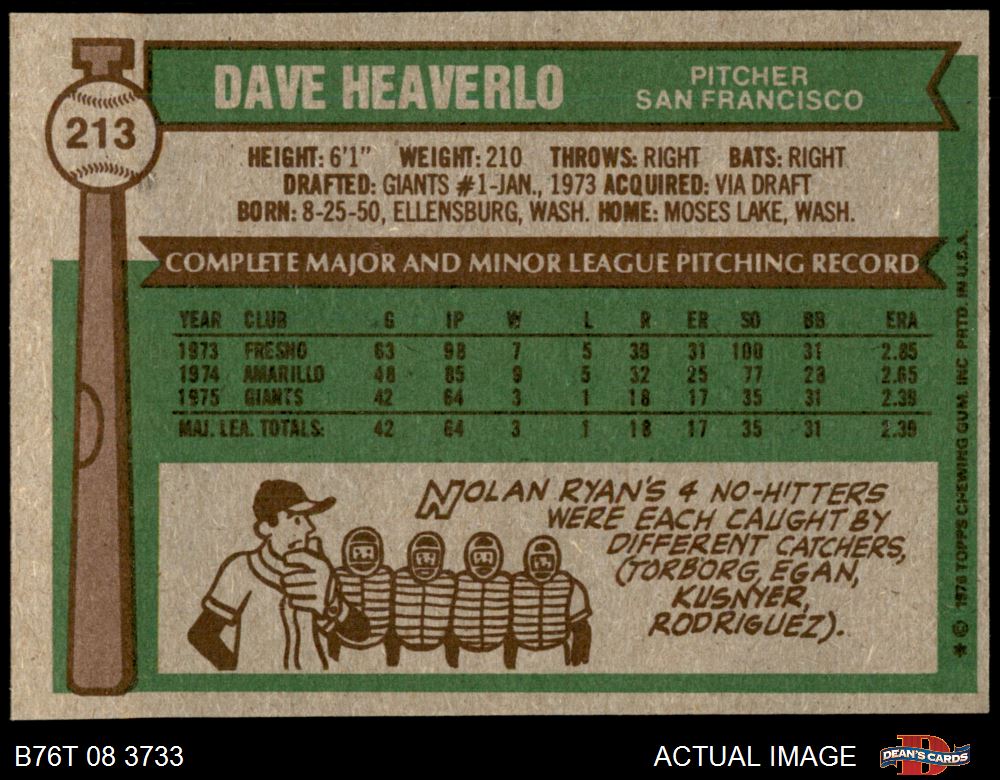 213
DAVE HEAVERLO
PITCHER
SAN FRANCISCO
HEIGHT: 6'1" WEIGHT: 210 THROWS: RIGHT BATS: RIGHT
DRAFTED: GIANTS #1-JAN., 1973 ACQUIRED: VIA DRAFT
BORN: 8-25-50, ELLENSBURG, WASH. HOME: MOSES LAKE, WASH.
COMPLETE MAJOR AND MINOR LEAGUE PITCHING RECORD
YEAR CLUB G IP W L R ER SO BB ERA
1973 FRESNO 63 98 7 5 39 31 100 31 2.85
1974 AMARILLO 48 85 9 5 32 25 77 28 2.65
1975 GIANTS 42 64 3 1 18 17 35 31 2.39
MAJ. LEA. TOTALS: 42 64 3 1 18 17 35 31 2.39
NOLAN RYAN'S 4 NO-HITTERS
WERE EACH CAUGHT BY
DIFFERENT CATCHERS,
(TORBORG, EGAN,
KUSNYER,
RODRIGUEZ).
* © 1976 TOPPS CHEWING GUM, INC. PRTD. IN U.S.A.
B76T 08 3733
ACTUAL IMAGE
DEAN'S CARDS